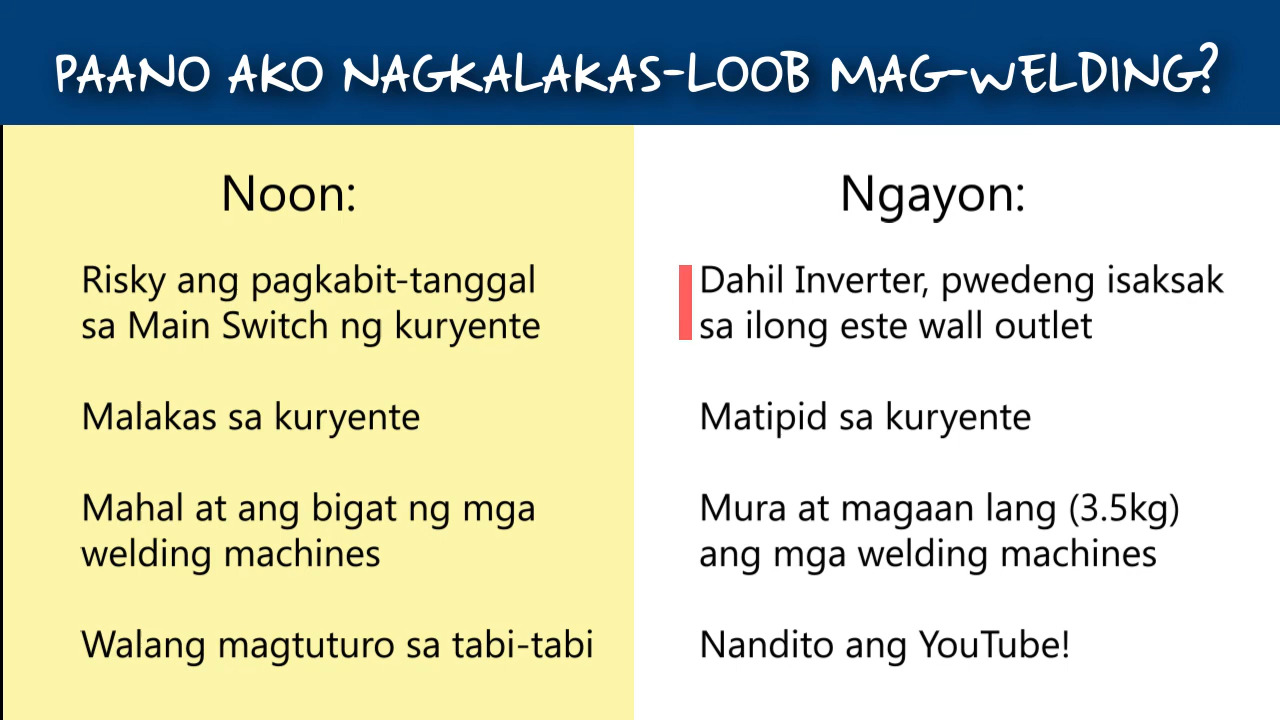 PAANO AKO NAGKALAKAS-LOOB MAG-WELDING?
Noon:
Risky ang pagkabit-tanggal
sa Main Switch ng kuryente
Malakas sa kuryente
Mahal at ang bigat ng mga
welding machines
Walang magtuturo sa tabi-tabi
Ngayon:
Dahil Inverter, pwedeng isaksak
sa ilong este wall outlet
Matipid sa kuryente
Mura at magaan lang (3.5kg)
ang mga welding machines
Nandito ang YouTube!